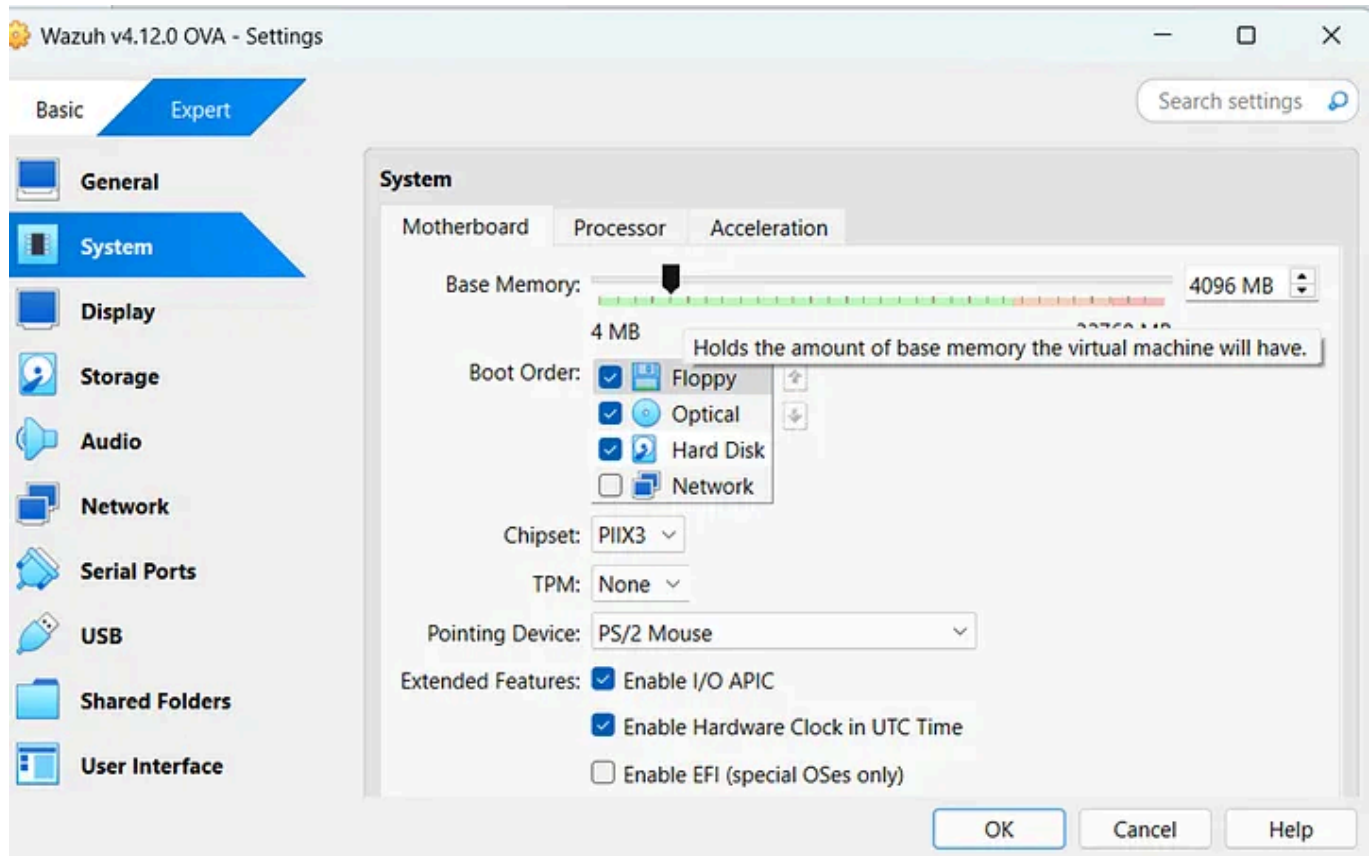 Wazuh v4.12.0 OVA - Settings
Basic
Expert
Search settings
General
System
Display
Storage
Audio
Network
Serial Ports
USB
Shared Folders
User Interface
System
Motherboard Processor Acceleration
Base Memory: 4096 MB
4 MB
Holds the amount of base memory the virtual machine will have.
Boot Order: Floppy
Optical
Hard Disk
Network
Chipset: PIIX3
TPM: None
Pointing Device: PS/2 Mouse
Extended Features: Enable I/O APIC
Enable Hardware Clock in UTC Time
Enable EFI (special OSes only)
OK Cancel Help